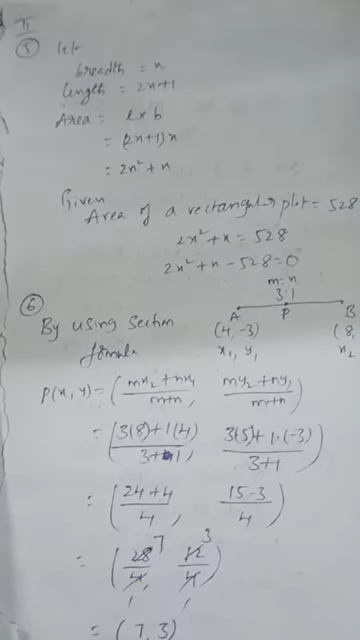 II
5 let
breadth = x
length = 2x+1
Area = l×b
= (2x+1)x
= 2x²+x
Given
Area of a rectangular plot = 528
2x²+x = 528
2x²+x-528=0
6
m:n
3:1
A P B
By using section (4,-3) (8,
formula x₁, y₁ x₂
P(x, y) = (mx₂+nx₁/m+n, my₂+ny₁/m+n)
= (3(8)+1(4)/3+1, 3(5)+1.(-3)/3+1)
= (24+4/4, 15-3/4)
= (28/4, 12/4) 7 3
1 1
= (7,3)